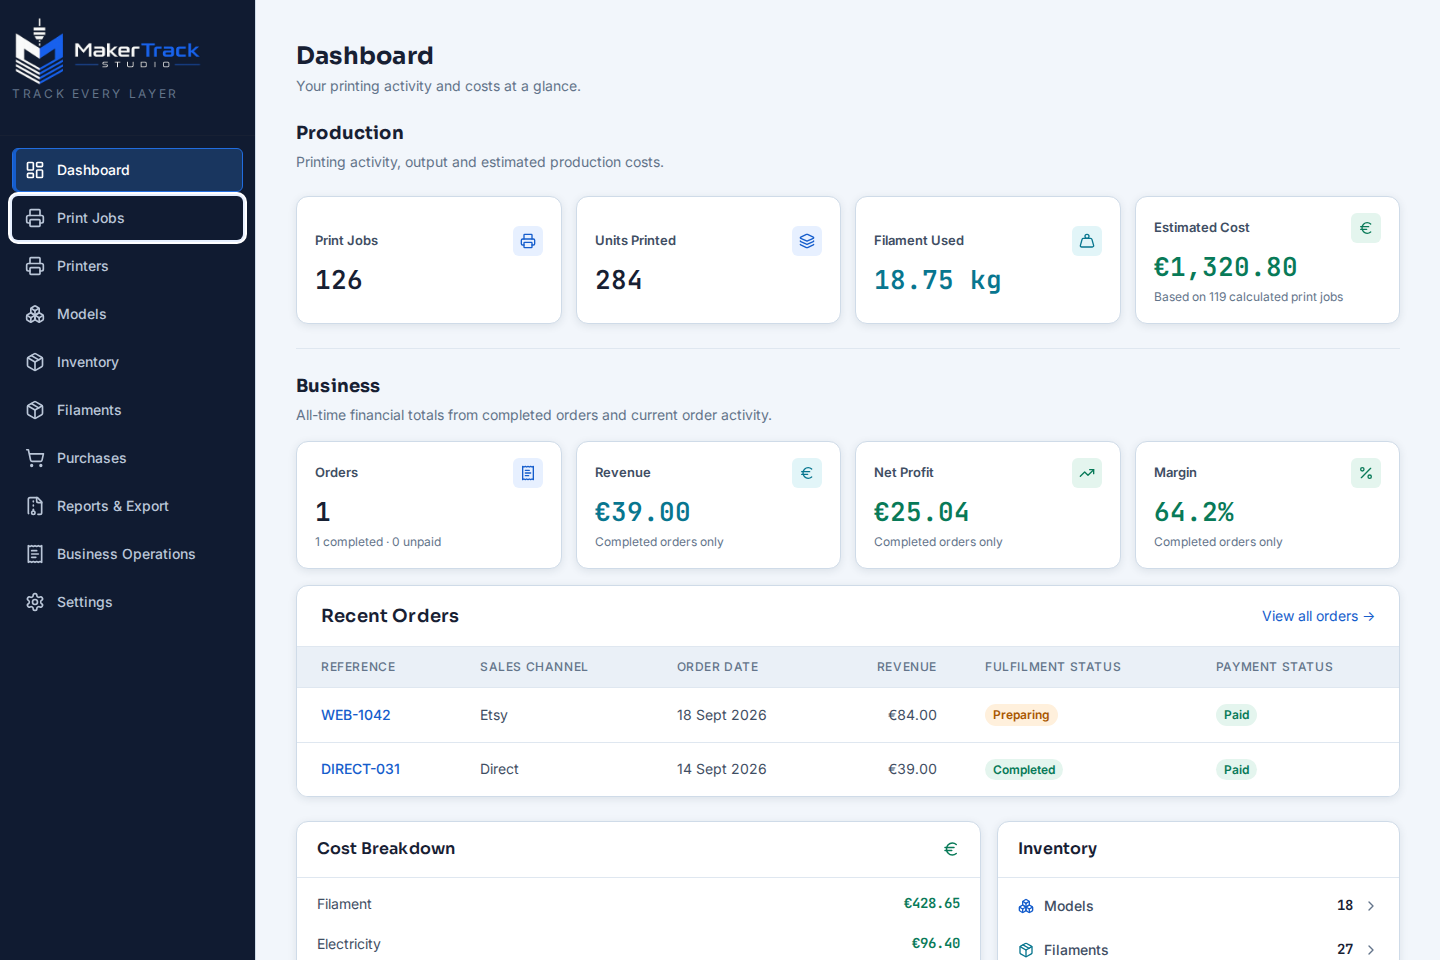 MakerTrack
STUDIO
TRACK EVERY LAYER
Dashboard
Print Jobs
Printers
Models
Inventory
Filaments
Purchases
Reports & Export
Business Operations
Settings
Dashboard
Your printing activity and costs at a glance.
Production
Printing activity, output and estimated production costs.
Print Jobs
126
Units Printed
284
Filament Used
18.75 kg
Estimated Cost
€1,320.80
Based on 119 calculated print jobs
Business
All-time financial totals from completed orders and current order activity.
Orders
1
1 completed · 0 unpaid
Revenue
€39.00
Completed orders only
Net Profit
€25.04
Completed orders only
Margin
64.2%
Completed orders only
Recent Orders
View all orders →
REFERENCE SALES CHANNEL ORDER DATE REVENUE FULFILMENT STATUS PAYMENT STATUS
WEB-1042 Etsy 18 Sept 2026 €84.00 Preparing Paid
DIRECT-031 Direct 14 Sept 2026 €39.00 Completed Paid
Cost Breakdown
Filament €428.65
Electricity €96.40
Inventory
Models 18
Filaments 27